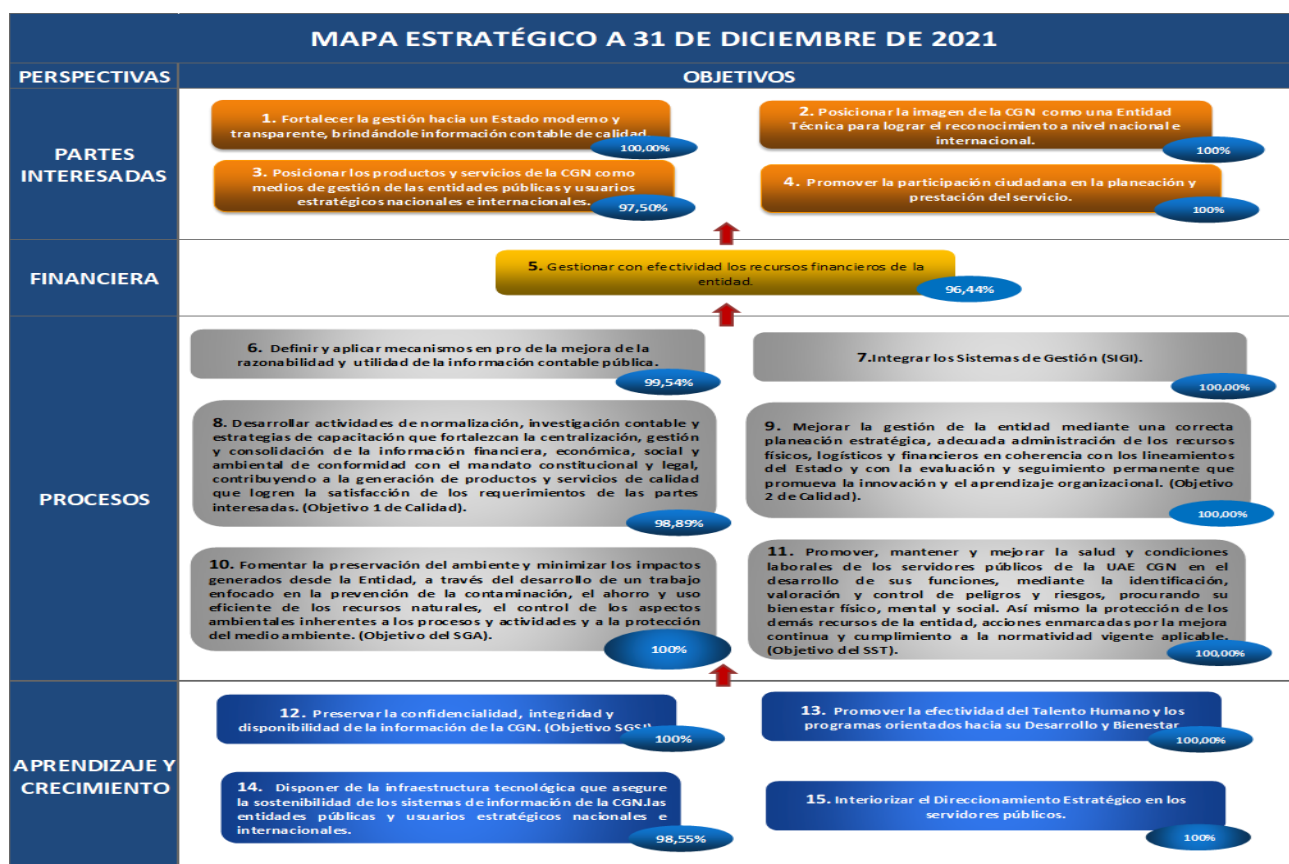 MAPA ESTRATÉGICO A 31 DE DICIEMBRE DE 2021
PERSPECTIVAS
OBJETIVOS
PARTES
INTERESADAS
1. Fortalecer la gestión hacia un Estado moderno y
transparente, brindándole información contable de calidad.
100,00%
2. Posicionar la imagen de la CGN como una Entidad
Técnica para lograr el reconocimiento a nivel nacional e
internacional.
100%
3. Posicionar los productos y servicios de la CGN como
medios de gestión de las entidades públicas y usuarios
estratégicos nacionales e internacionales.
97,50%
4. Promover la participación ciudadana en la planeación y
prestación del servicio.
100%
FINANCIERA
5. Gestionar con efectividad los recursos financieros de la
entidad.
96,44%
PROCESOS
6. Definir y aplicar mecanismos en pro de la mejora de la
razonabilidad y utilidad de la información contable pública.
99,54%
7.Integrar los Sistemas de Gestión (SIGI).
100,00%
8. Desarrollar actividades de normalización, investigación contable y
estrategias de capacitación que fortalezcan la centralización, gestión
y consolidación de la información financiera, económica, social y
ambiental de conformidad con el mandato constitucional y legal,
contribuyendo a la generación de productos y servicios de calidad
que logren la satisfacción de los requerimientos de las partes
interesadas. (Objetivo 1 de Calidad).
98,89%
9. Mejorar la gestión de la entidad mediante una correcta
planeación estratégica, adecuada administración de los recursos
físicos, logísticos y financieros en coherencia con los lineamientos
del Estado y con la evaluación y seguimiento permanente que
promueva la innovación y el aprendizaje organizacional. (Objetivo
2 de Calidad).
100,00%
10. Fomentar la preservación del ambiente y minimizar los impactos
generados desde la Entidad, a través del desarrollo de un trabajo
enfocado en la prevención de la contaminación, el ahorro y uso
eficiente de los recursos naturales, el control de los aspectos
ambientales inherentes a los procesos y actividades y a la protección
del medio ambiente. (Objetivo del SGA).
100%
11. Promover, mantener y mejorar la salud y condiciones
laborales de los servidores públicos de la UAE CGN en el
desarrollo de sus funciones, mediante la identificación,
valoración y control de peligros y riesgos, procurando su
bienestar físico, mental y social. Así mismo la protección de los
demás recursos de la entidad, acciones enmarcadas por la mejora
continua y cumplimiento a la normatividad vigente aplicable.
(Objetivo del SST).
100,00%
APRENDIZAJE Y
CRECIMIENTO
12. Preservar la confidencialidad, integridad y
disponibilidad de la información de la CGN. (Objetivo SGSI)
100%
13. Promover la efectividad del Talento Humano y los
programas orientados hacia su Desarrollo y Bienestar
100,00%
14. Disponer de la infraestructura tecnológica que asegure
la sostenibilidad de los sistemas de información de la CGN.las
entidades públicas y usuarios estratégicos nacionales e
internacionales.
98,55%
15. Interiorizar el Direccionamiento Estratégico en los
servidores públicos.
100%